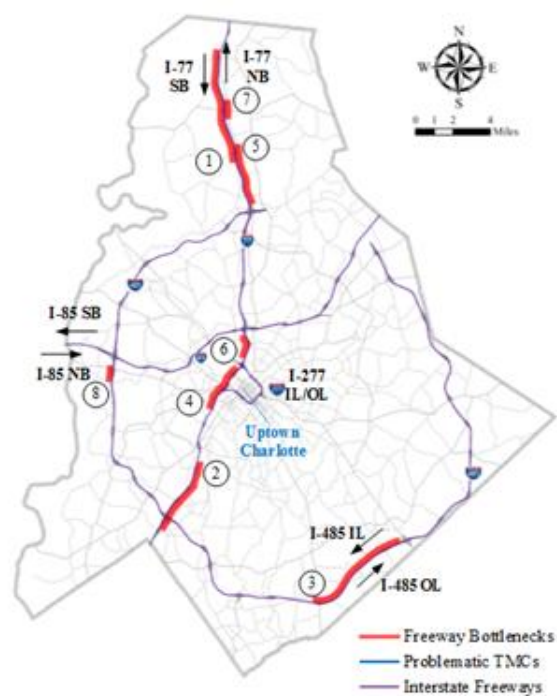 I-77
SB
I-77
NB
N
W
E
S
0 1 2 4
Miles
7
5
1
I-85 SB
I-85 NB
6
I-277
IL/OL
8
4
Uptown
Charlotte
2
I-485 IL
3
I-485 OL
Freeway Bottlenecks
Problematic TMCs
Interstate Freeways